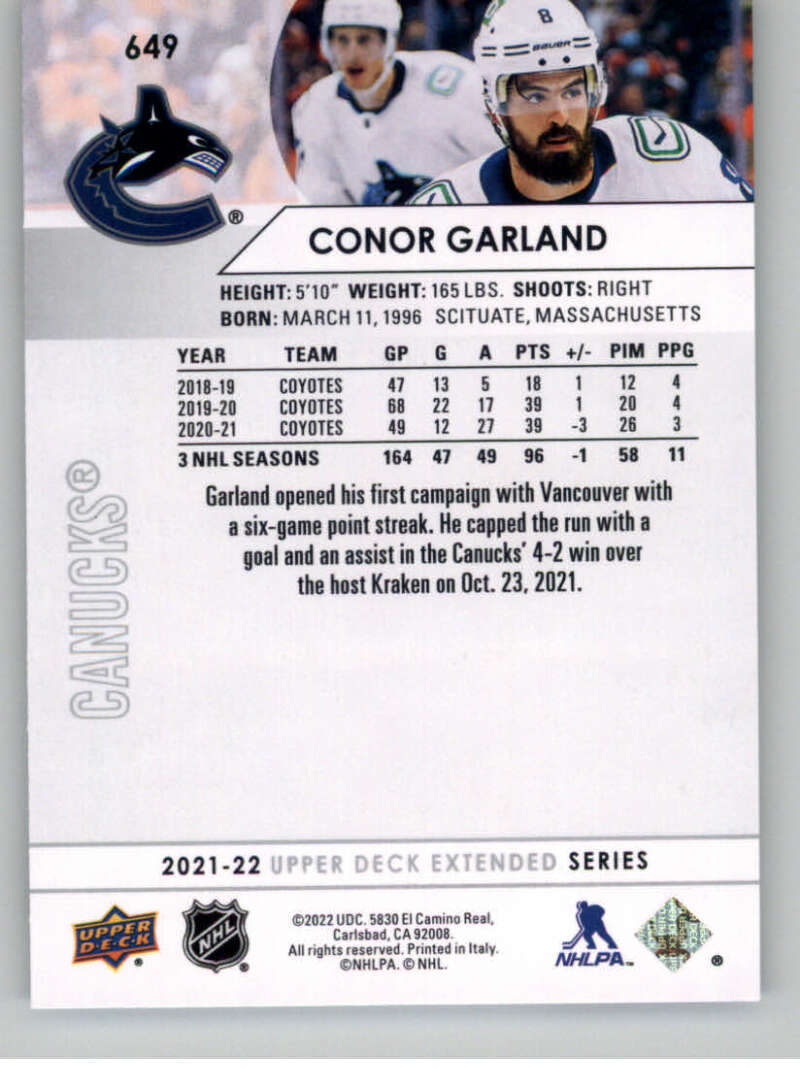 649
8
BAUER
®
CONOR GARLAND
HEIGHT: 5'10" WEIGHT: 165 LBS. SHOOTS: RIGHT
BORN: MARCH 11, 1996 SCITUATE, MASSACHUSETTS
YEAR TEAM GP G A PTS +/- PIM PPG
2018-19 COYOTES 47 13 5 18 1 12 4
2019-20 COYOTES 68 22 17 39 1 20 4
2020-21 COYOTES 49 12 27 39 -3 26 3
3 NHL SEASONS 164 47 49 96 -1 58 11
Garland opened his first campaign with Vancouver with
a six-game point streak. He capped the run with a
goal and an assist in the Canucks' 4-2 win over
the host Kraken on Oct. 23, 2021.
CANUCKS®
2021-22 UPPER DECK EXTENDED SERIES
UPPER
D·E·C·K
®
NHL
®
©2022 UDC. 5830 El Camino Real,
Carlsbad, CA 92008.
All rights reserved. Printed in Italy.
©NHLPA. © NHL.
NHLPA™
®